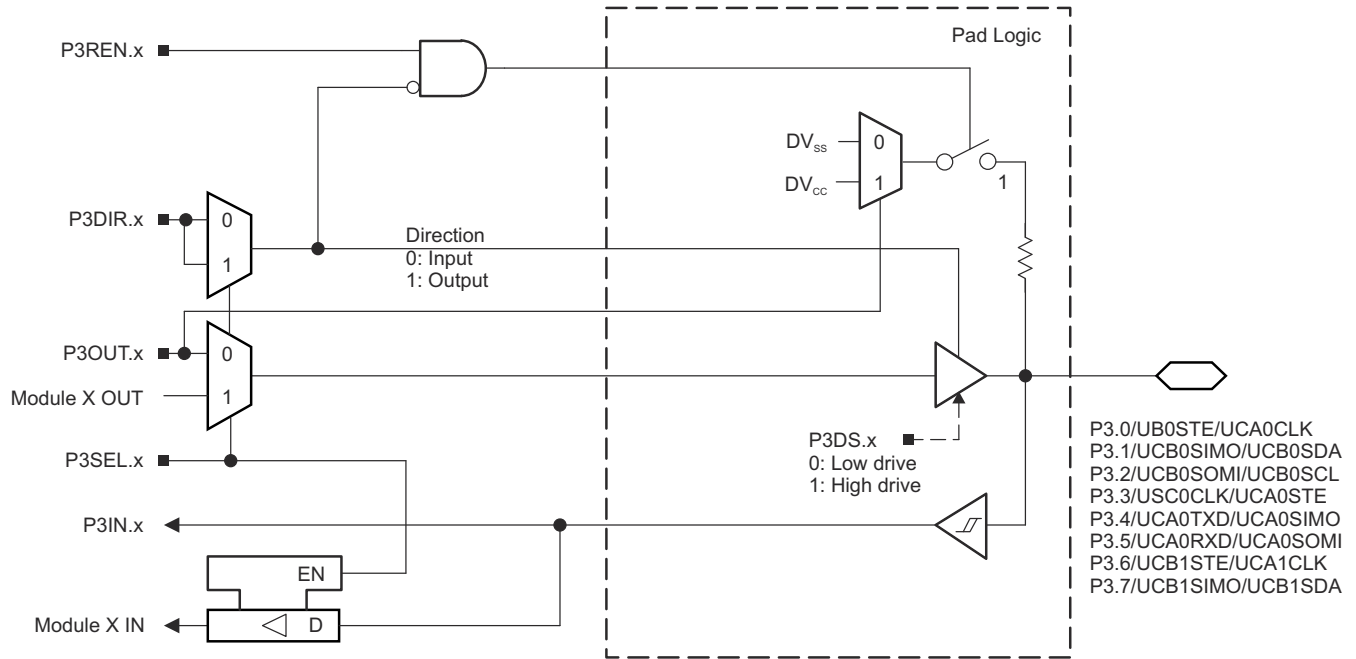 Pad Logic
P3REN.x
DVSS
0
DVCC
1
1
P3DIR.x
0
1
Direction
0: Input
1: Output
P3OUT.x
0
Module X OUT
1
P3DS.x
0: Low drive
1: High drive
P3SEL.x
P3IN.x
EN
Module X IN
D
P3.0/UB0STE/UCA0CLK
P3.1/UCB0SIMO/UCB0SDA
P3.2/UCB0SOMI/UCB0SCL
P3.3/USC0CLK/UCA0STE
P3.4/UCA0TXD/UCA0SIMO
P3.5/UCA0RXD/UCA0SOMI
P3.6/UCB1STE/UCA1CLK
P3.7/UCB1SIMO/UCB1SDA